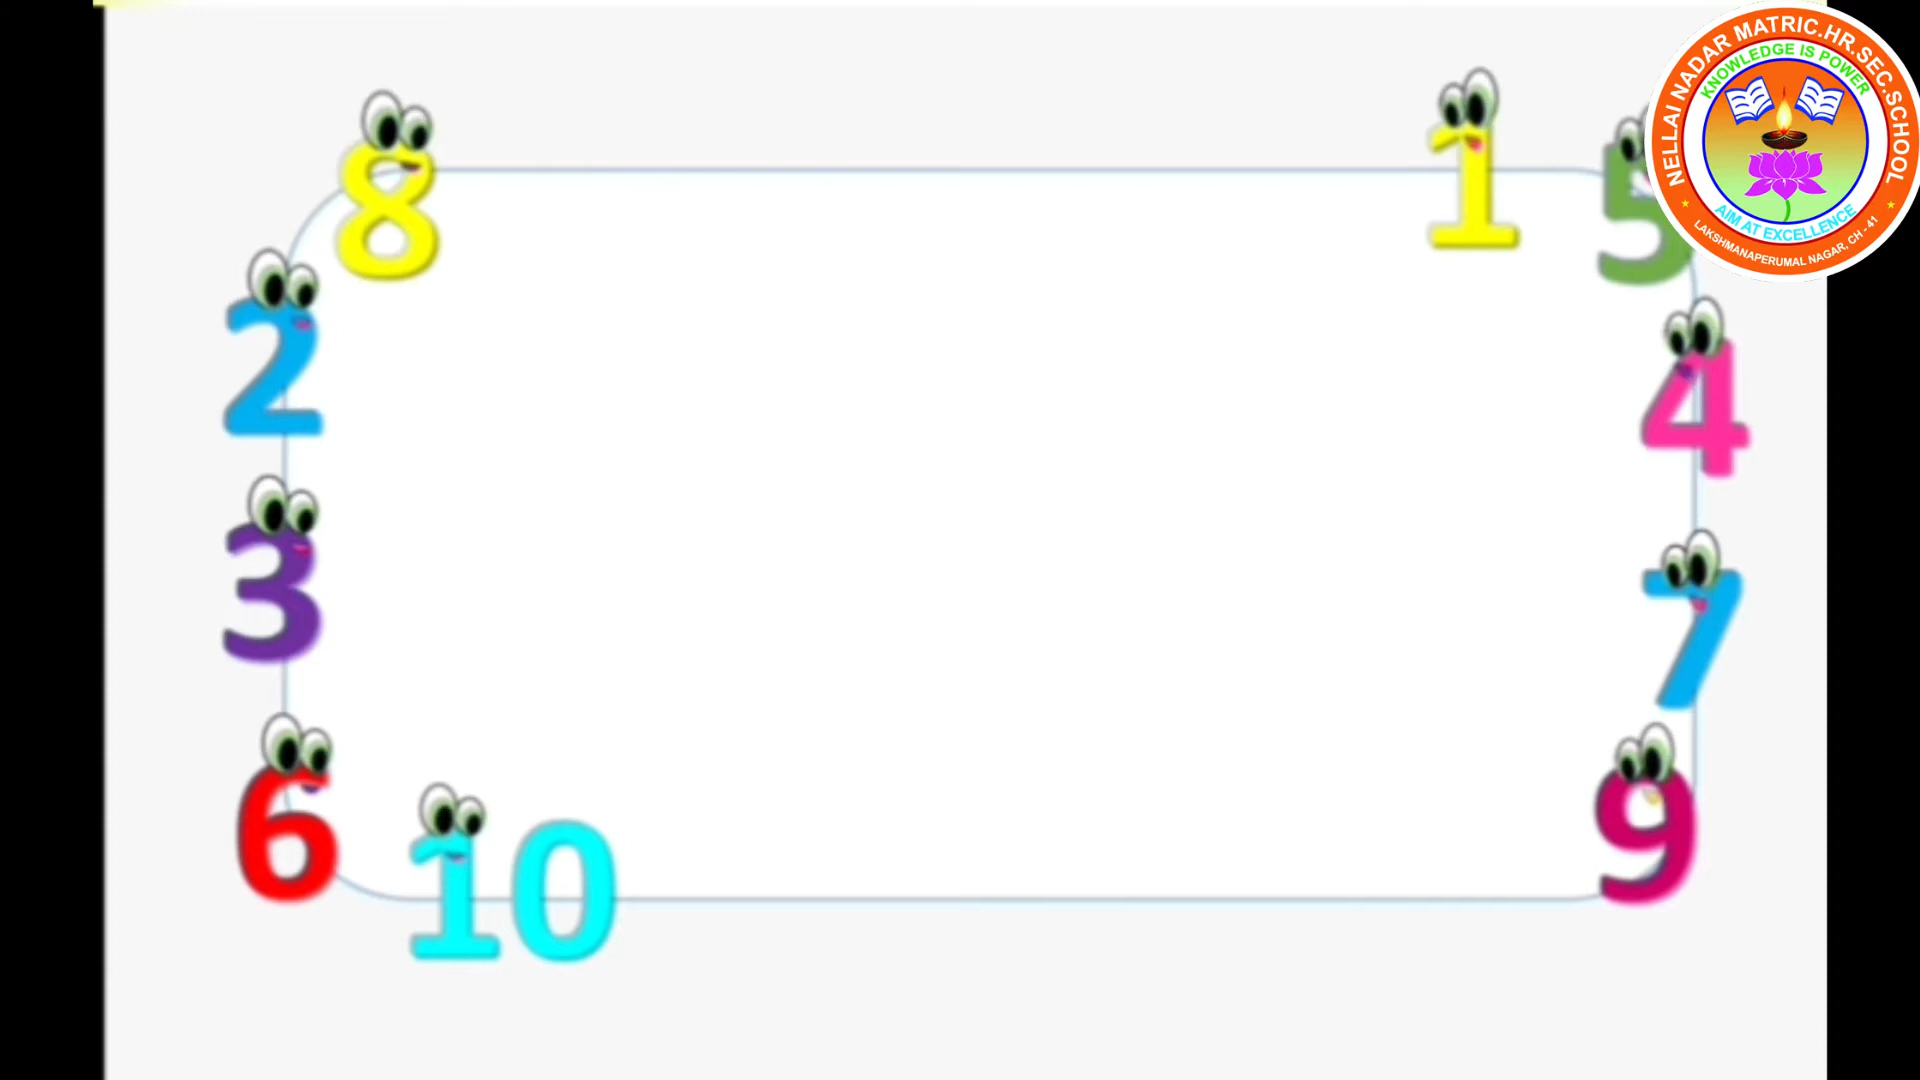 8
1
5
2
4
3
7
6
9
10
NELLAI NADAR MATRIC.HR.SEC.SCHOOL
KNOWLEDGE IS POWER
AIM AT EXCELLENCE
LAKSHMANAPERUMAL NAGAR, CH - 41